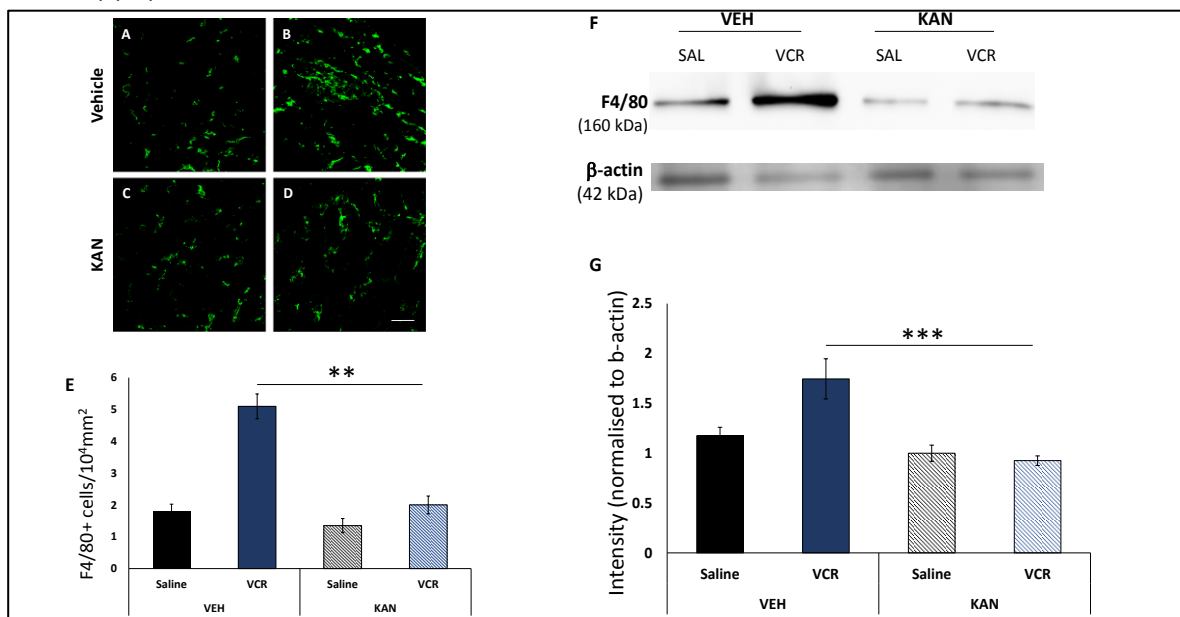 A
B
Vehicle
C
D
KAN
E
F4/80+ cells/10⁴mm²
6
5
4
3
2
1
0
**
Saline
VCR
Saline
VCR
VEH
KAN
F
VEH
KAN
SAL
VCR
SAL
VCR
F4/80
(160 kDa)
β-actin
(42 kDa)
G
Intensity (normalised to b-actin)
2.5
2
1.5
1
0.5
0
***
Saline
VCR
Saline
VCR
VEH
KAN